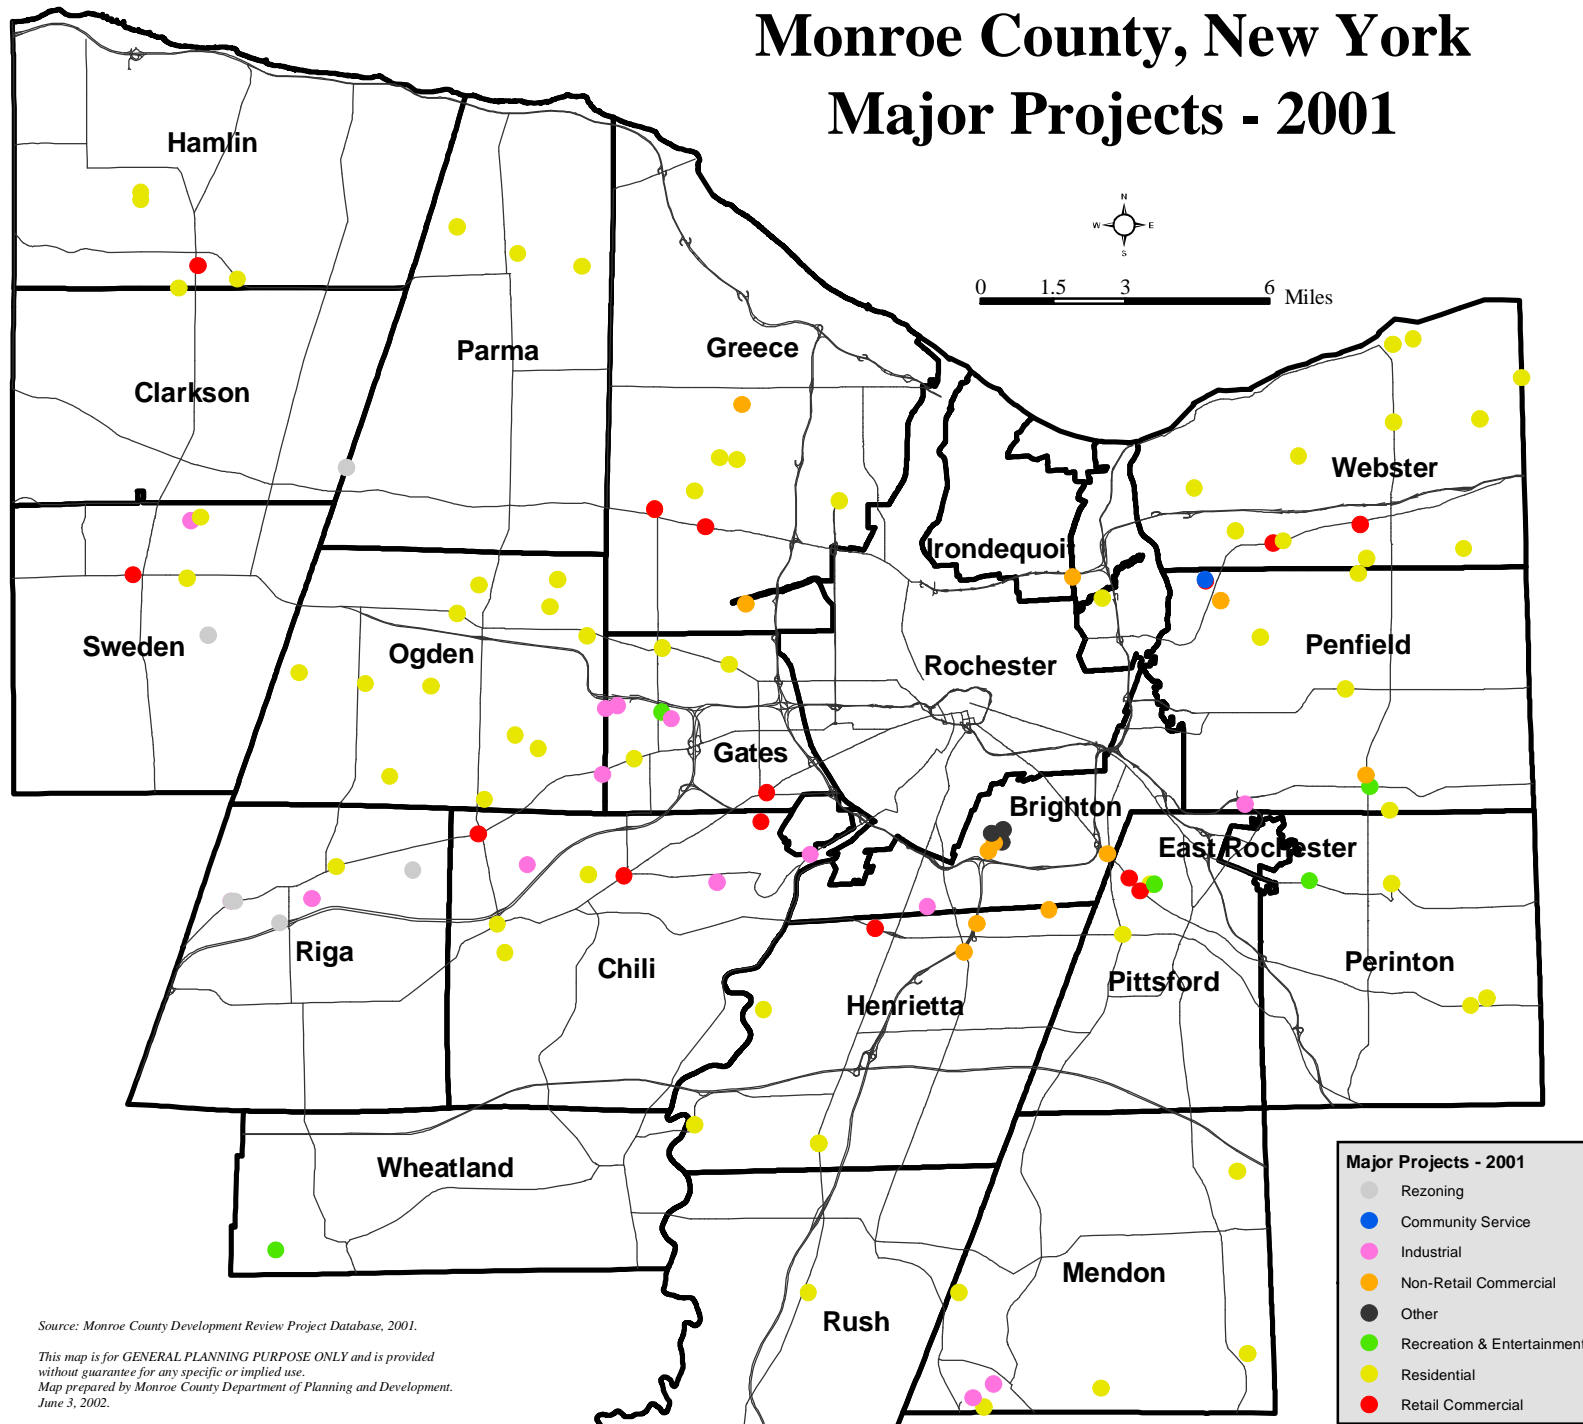 Monroe County, New York
Major Projects - 2001
N
W E
S
0 1.5 3 6 Miles
Hamlin
Parma
Greece
Clarkson
Webster
Irondequoit
Sweden
Ogden
Rochester
Penfield
Gates
Brighton
East Rochester
Riga
Chili
Henrietta
Pittsford
Perinton
Wheatland
Mendon
Rush
Major Projects - 2001
Rezoning
Community Service
Industrial
Non-Retail Commercial
Other
Recreation & Entertainment
Residential
Retail Commercial
Source: Monroe County Development Review Project Database, 2001.
This map is for GENERAL PLANNING PURPOSE ONLY and is provided
without guarantee for any specific or implied use.
Map prepared by Monroe County Department of Planning and Development.
June 3, 2002.